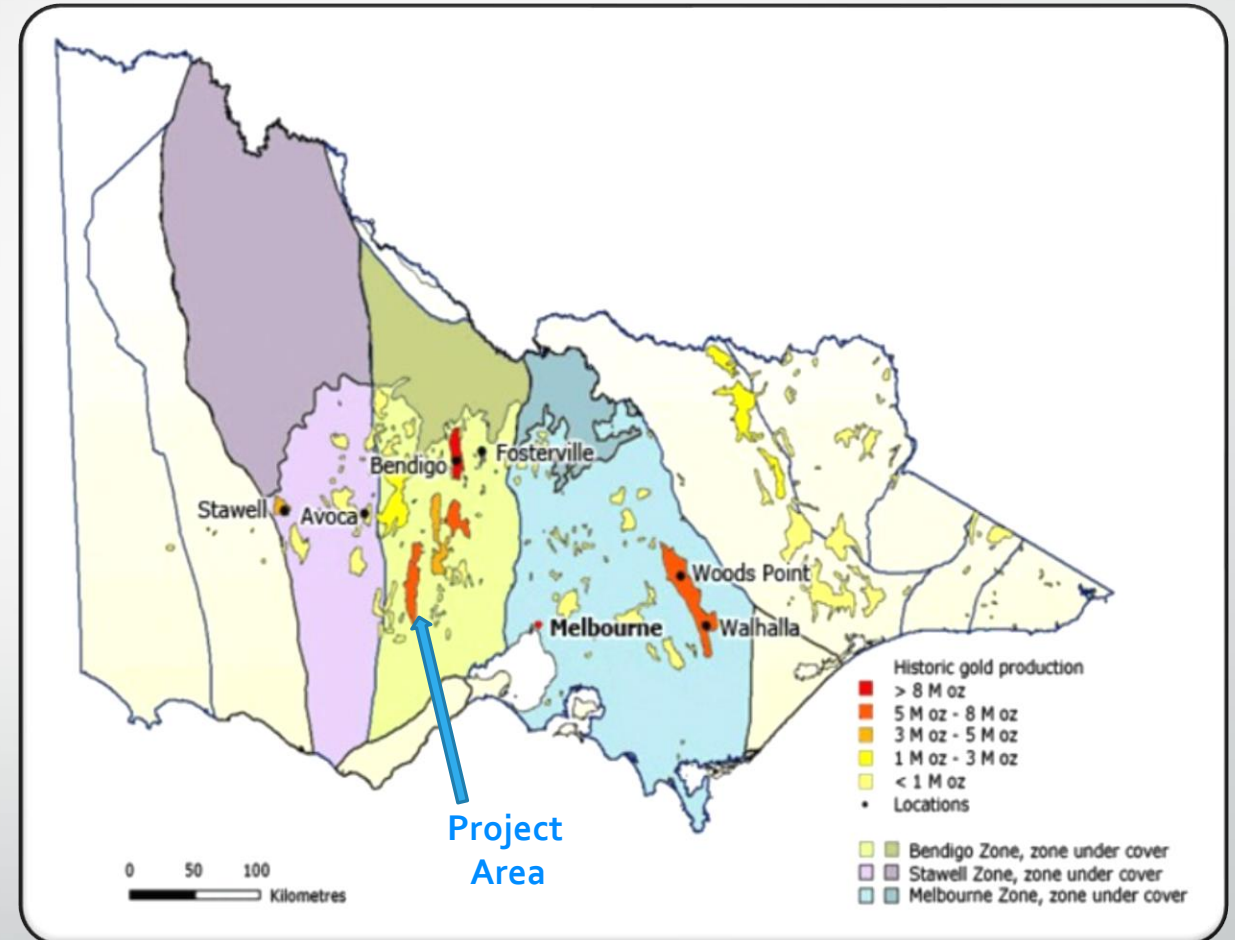 Bendigo
Fosterville
Stawell
Avoca
Woods Point
Melbourne
Walhalla
Project
Area
0 50 100
Kilometres
Historic gold production
> 8 M oz
5 M oz - 8 M oz
3 M oz - 5 M oz
1 M oz - 3 M oz
< 1 M oz
Locations
Bendigo Zone, zone under cover
Stawell Zone, zone under cover
Melbourne Zone, zone under cover